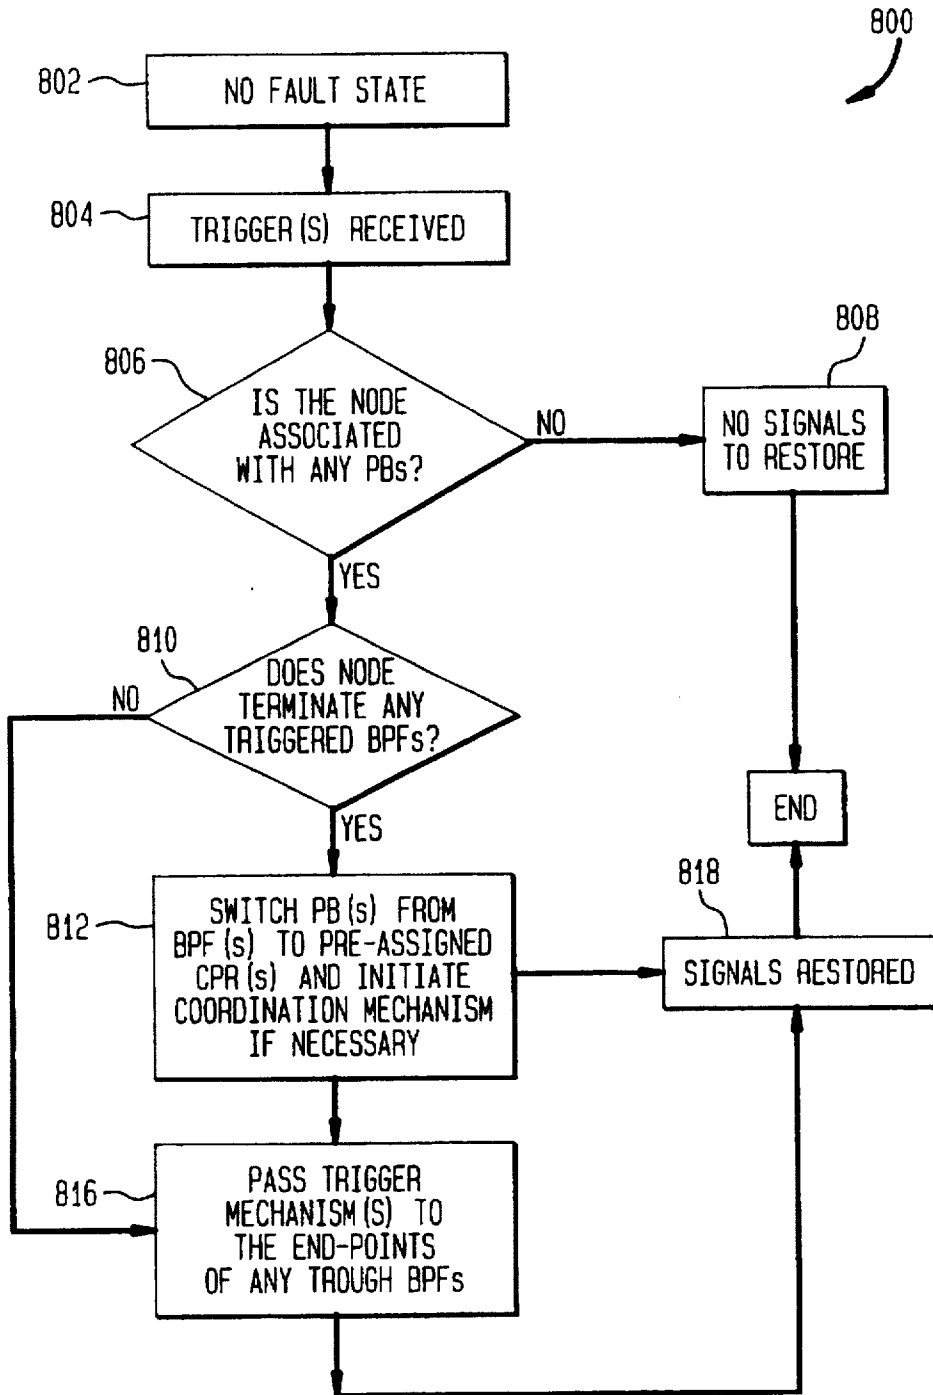 800
802
NO FAULT STATE
804
TRIGGER(S) RECEIVED
806
IS THE NODE
ASSOCIATED
WITH ANY PBs?
NO
808
NO SIGNALS
TO RESTORE
YES
810
DOES NODE
TERMINATE ANY
TRIGGERED BPFs?
NO
YES
END
812
SWITCH PB(s) FROM
BPF(s) TO PRE-ASSIGNED
CPR(s) AND INITIATE
COORDINATION MECHANISM
IF NECESSARY
818
SIGNALS RESTORED
816
PASS TRIGGER
MECHANISM(S) TO
THE END-POINTS
OF ANY TROUGH BPFs